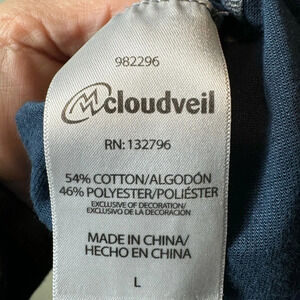 982296
cloudveil
RN: 132796
54% COTTON/ALGODÓN
46% POLYESTER/POLIÉSTER
EXCLUSIVE OF DECORATION/
EXCLUSIVO DE LA DECORACIÓN
MADE IN CHINA/
HECHO EN CHINA
L